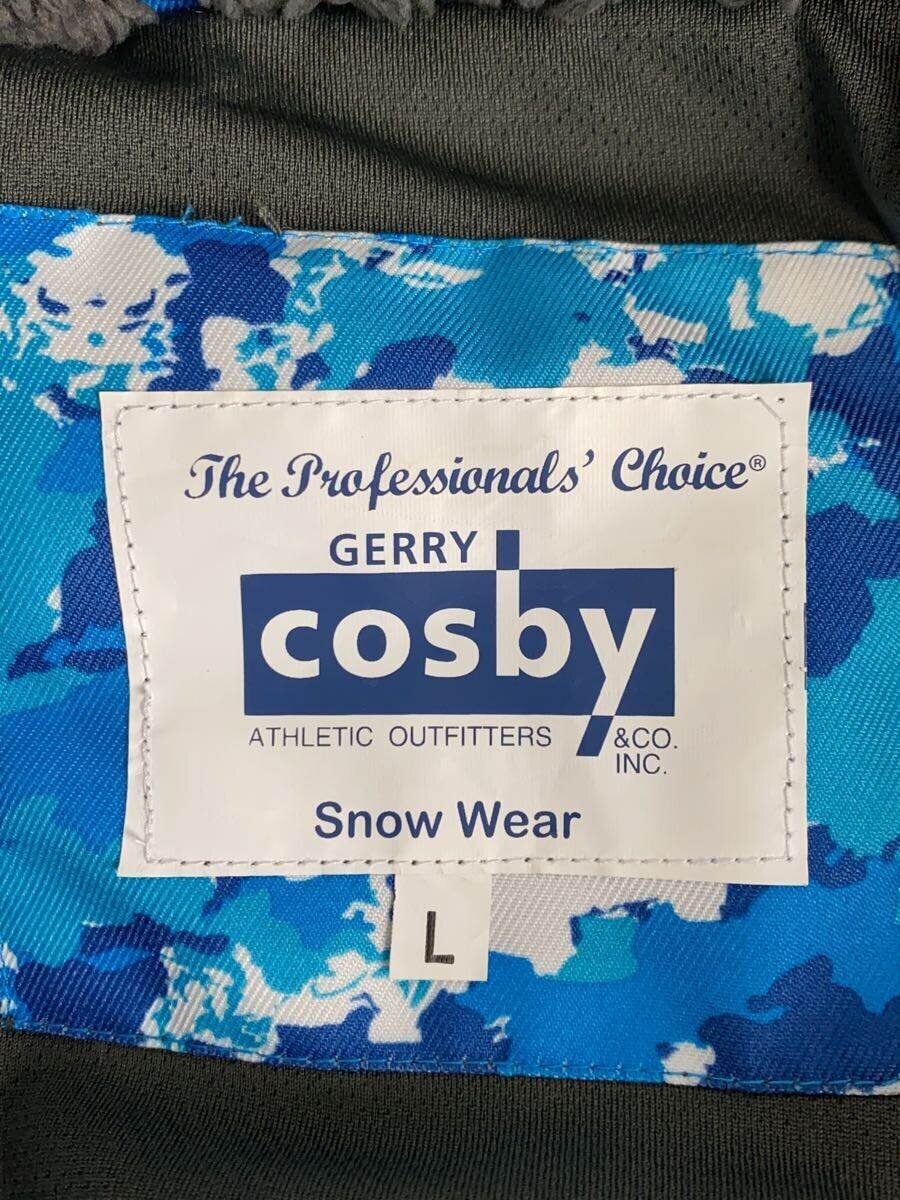 The Professionals' Choice®
GERRY
cosby
ATHLETIC OUTFITTERS &CO.
INC.
Snow Wear
L